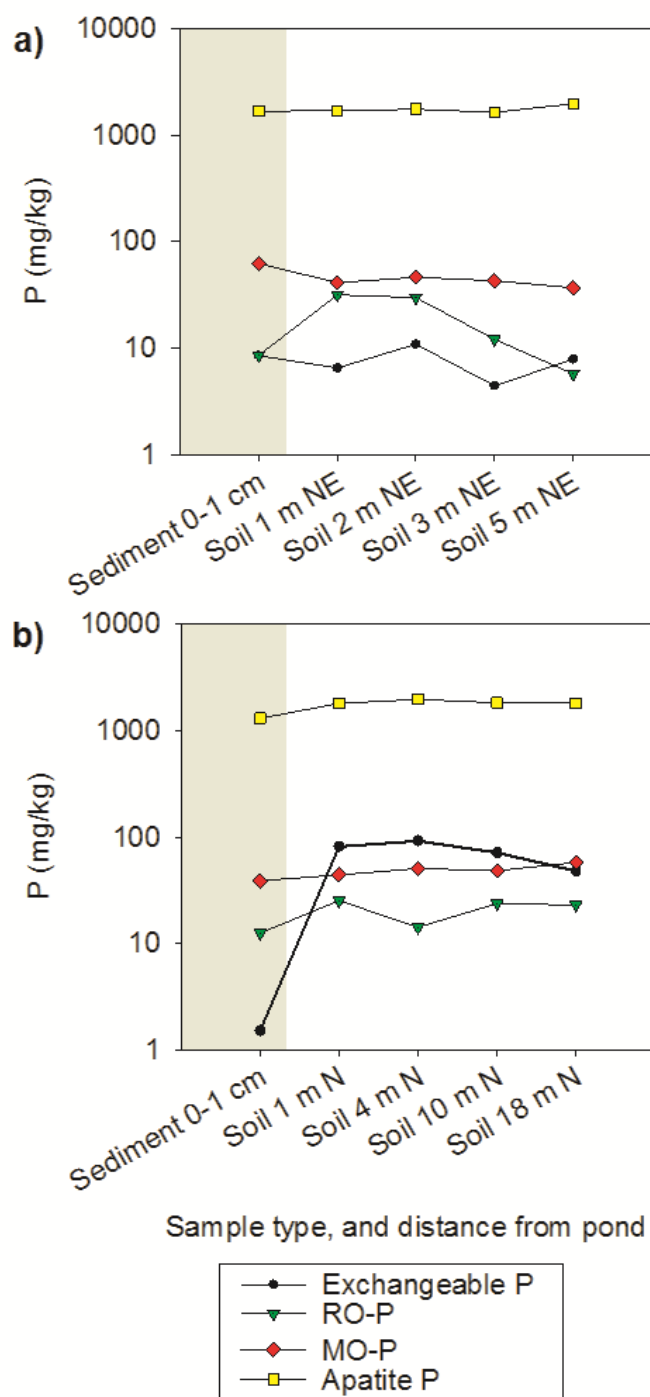 a)
10000
1000
100
10
1
P (mg/kg)
Sediment 0-1 cm
Soil 1 m NE
Soil 2 m NE
Soil 3 m NE
Soil 5 m NE
b)
10000
1000
100
10
1
P (mg/kg)
Sediment 0-1 cm
Soil 1 m N
Soil 4 m N
Soil 10 m N
Soil 18 m N
Sample type, and distance from pond
Exchangeable P
RO-P
MO-P
Apatite P